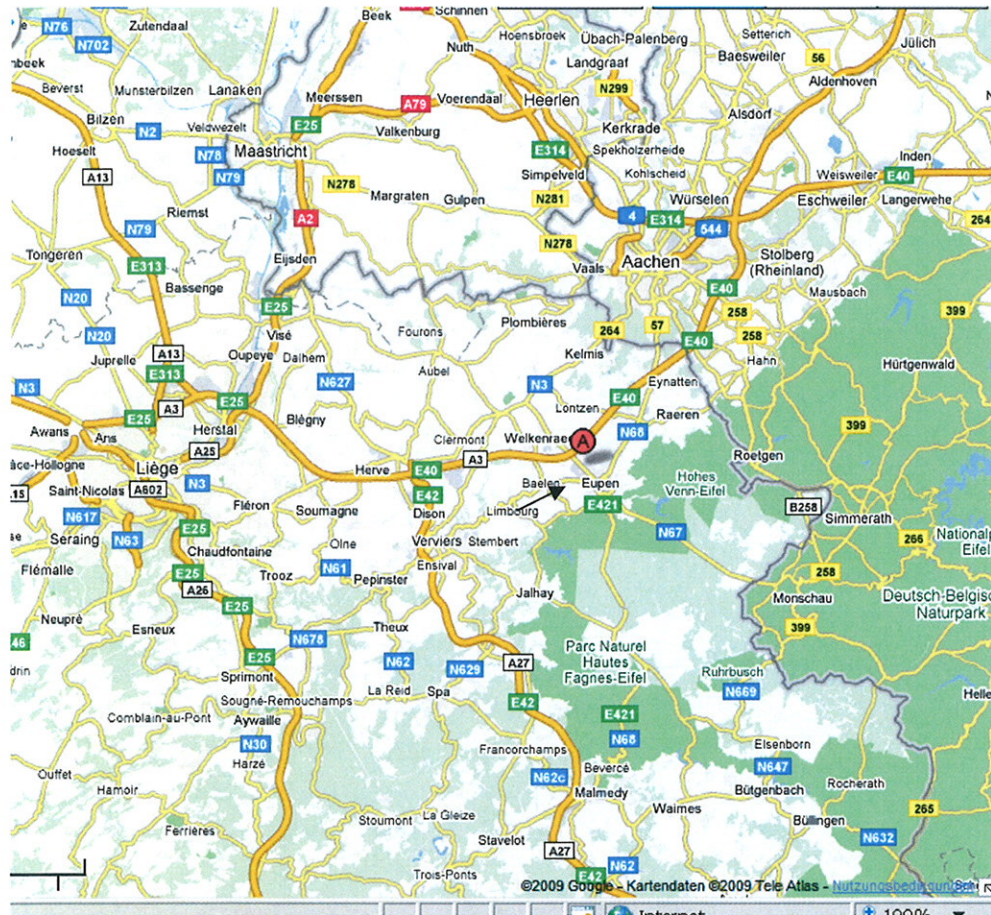 N76
Zutendaal
N702
Beek
Schinnen
Hoensbroek
Übach-Palenberg
Setterich
Nuth
Landgraaf
Baesweiler
56
Jülich
Aldenhoven
Beverst
Munsterbilzen
Lanaken
Meerssen
A79
Voerendaal
Heerlen
N299
Alsdorf
Bilzen
N2
Veldwezelt
E25
Valkenburg
Kerkrade
Hoeselt
N78
Maastricht
E314
Spekholzerheide
Inden
A13
N79
N278
Simpelveld
Kohlscheid
Weisweiler
E40
Margraten
Gulpen
N281
Würselen
Eschweiler
Langerwehe
Riemst
A2
4
E314
544
264
N79
Tongeren
Eijsden
N278
Aachen
Stolberg
(Rheinland)
E313
Vaals
Bassenge
E40
Mausbach
N20
E25
Fourons
Plombières
258
399
N20
Visé
264
57
258
Juprelle
A13
Oupeye
Dalhem
Kelmis
E40
Hahn
Hürtgenwald
E313
Aubel
N3
N627
N3
Eynatten
E25
A3
E25
Blégny
Lontzen
E40
Raeren
Awans
Ans
Herstal
Clermont
Welkenrae
A
N68
399
A25
Liège
Herve
E40
A3
Roetgen
Saint-Nicolas
A602
N3
Baelen
Eupen
Hohes
Venn-Eifel
.15
E42
B258
N617
Fléron
Soumagne
Dison
Limbourg
E421
Simmerath
Seraing
N63
E25
N67
266
Chaudfontaine
Olne
Verviers
Stembert
Flémalle
E25
Trooz
N61
Ensival
258
A26
Pepinster
Jalhay
Monschau
Deutsch-Belgisc
Naturpark
Neupré
E25
Esneux
Theux
399
46
N678
Parc Naturel
Hautes
Fagnes-Eifel
E25
N62
N629
A27
Ruhrbusch
Sprimont
La Reid
Spa
N669
Sougné-Remouchamps
E42
E421
Comblain-au-Pont
Aywaille
N68
N30
Francorchamps
Elsenborn
Harzé
N647
Ouffet
N62c
Bevercé
Rocherath
Hamoir
Malmedy
Bütgenbach
La Gleize
Waimes
265
Stoumont
Büllingen
Ferrières
Stavelot
N632
A27
Trois-Ponts
N62
E42
©2009 Google - Kartendaten ©2009 Tele Atlas -
Internet
100%